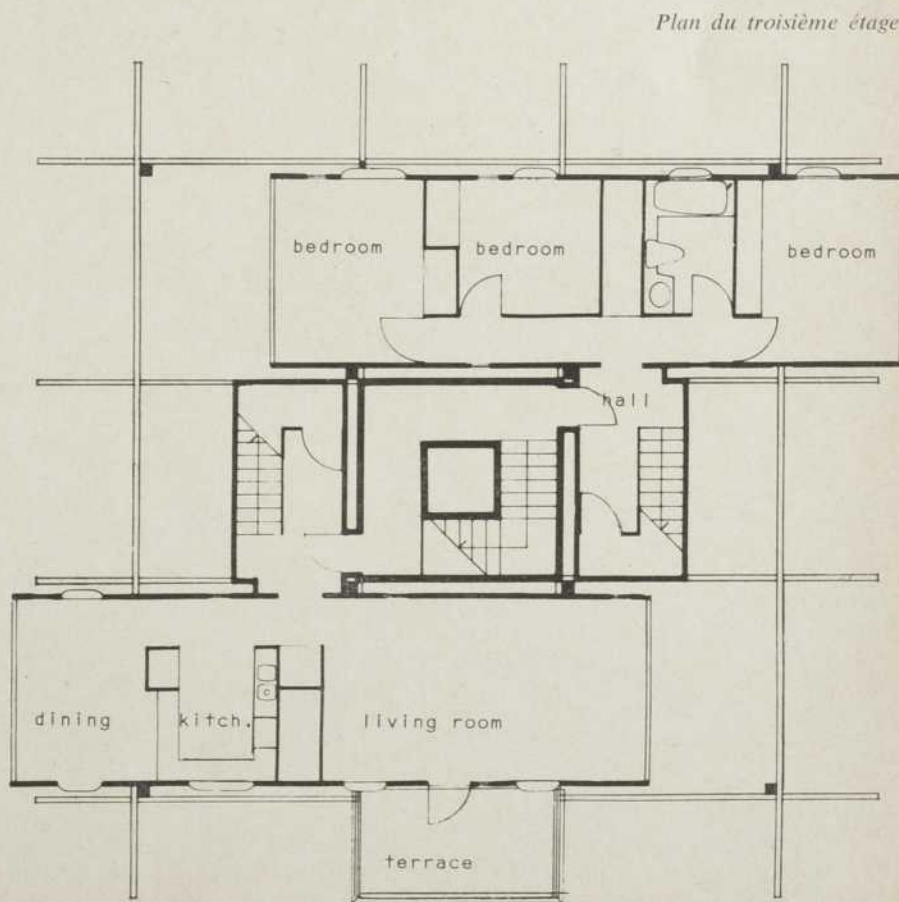 Plan du troisième étage
bedroom
bedroom
bedroom
hall
dining
kitch.
living room
terrace